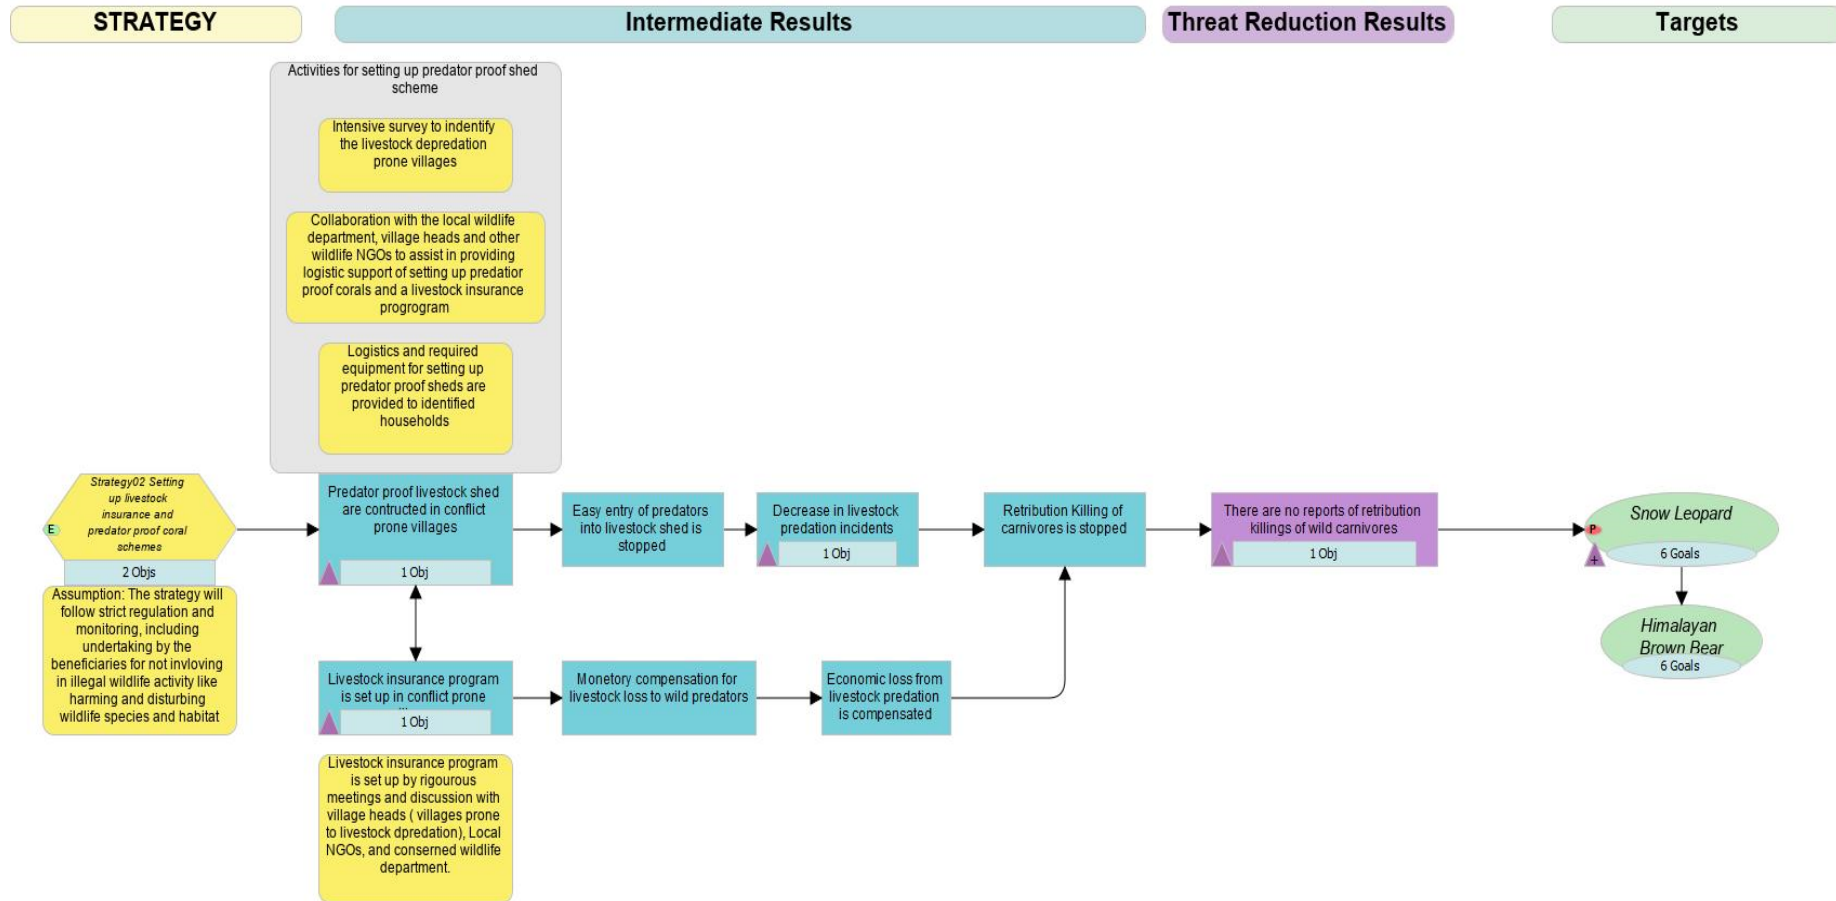 STRATEGY
Intermediate Results
Threat Reduction Results
Targets
Activities for setting up predator proof shed
scheme
Intensive survey to indentify
the livestock depredation
prone villages
Collaboration with the local wildlife
department, village heads and other
wildlife NGOs to assist in providing
logistic support of setting up predatior
proof corals and a livestock insurance
progrogram
Logistics and required
equipment for setting up
predator proof sheds are
provided to identified
households
Strategy02 Setting
up livestock
insurance and
predator proof coral
schemes
E
2 Objs
Assumption: The strategy will
follow strict regulation and
monitoring, including
undertaking by the
beneficiaries for not invloving
in illegal wildlife activity like
harming and disturbing
wildlife species and habitat
Predator proof livestock shed
are contructed in conflict
prone villages
1 Obj
Easy entry of predators
into livestock shed is
stopped
Decrease in livestock
predation incidents
1 Obj
Retribution Killing of
carnivores is stopped
There are no reports of retribution
killings of wild carnivores
1 Obj
Snow Leopard
P
+
6 Goals
Himalayan
Brown Bear
6 Goals
Livestock insurance program
is set up in conflict prone
1 Obj
Monetary compensation for
livestock loss to wild predators
Economic loss from
livestock predation
is compensated
Livestock insurance program
is set up by rigourous
meetings and discussion with
village heads ( villages prone
to livestock dpredation), Local
NGOs, and conserned wildlife
department.